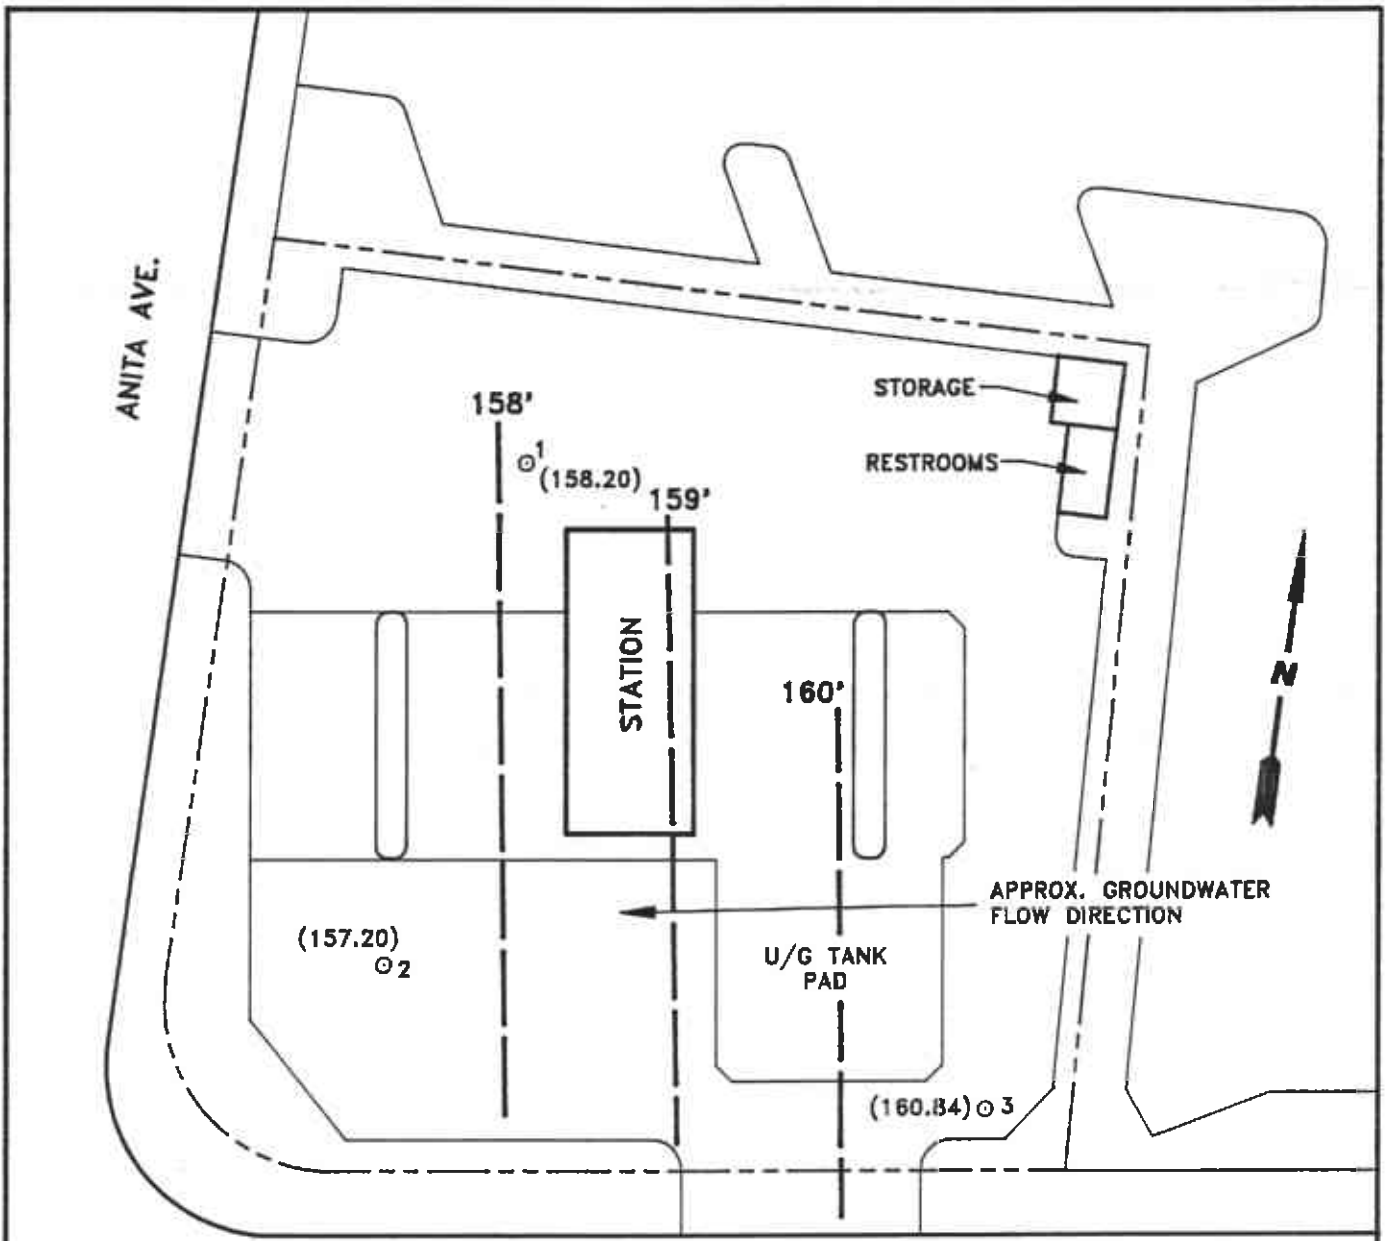 ANITA AVE.
158'
1
(158.20)
159'
STORAGE
RESTROOMS
STATION
160'
N
APPROX. GROUNDWATER
FLOW DIRECTION
(157.20)
2
U/G TANK
PAD
(160.84)
3